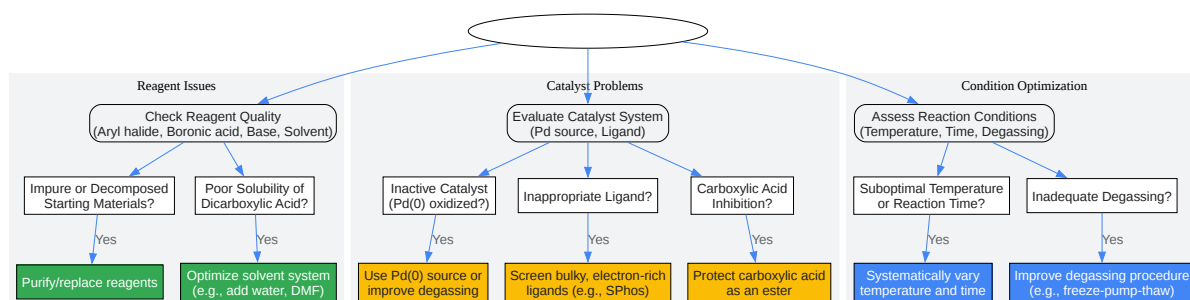 Reagent Issues
Check Reagent Quality
(Aryl halide, Boronic acid, Base, Solvent)
Impure or Decomposed
Starting Materials?
Poor Solubility of
Dicarboxylic Acid?
Yes
Yes
Purify/replace reagents
Optimize solvent system
(e.g., add water, DMF)
Catalyst Problems
Evaluate Catalyst System
(Pd source, Ligand)
Inactive Catalyst
(Pd(0) oxidized?)
Inappropriate Ligand?
Carboxylic Acid
Inhibition?
Yes
Yes
Yes
Use Pd(0) source or
improve degassing
Screen bulky, electron-rich
ligands (e.g., SPhos)
Protect carboxylic acid
as an ester
Condition Optimization
Assess Reaction Conditions
(Temperature, Time, Degassing)
Suboptimal Temperature
or Reaction Time?
Inadequate Degassing?
Yes
Yes
Systematically vary
temperature and time
Improve degassing procedure
(e.g., freeze-pump-thaw)